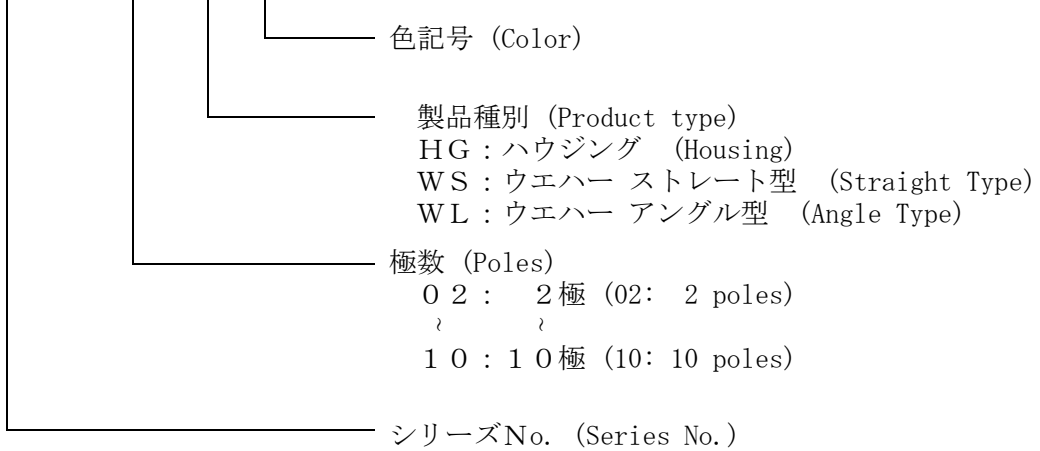 色記号 (Color)
製品種別 (Product type)
ＨＧ：ハウジング (Housing)
ＷＳ：ウエハー ストレート型 (Straight Type)
ＷＬ：ウエハー アングル型 (Angle Type)
極数 (Poles)
０２： ２極 (02: 2 poles)
～ ～
１０：１０極 (10: 10 poles)
シリーズNo. (Series No.)